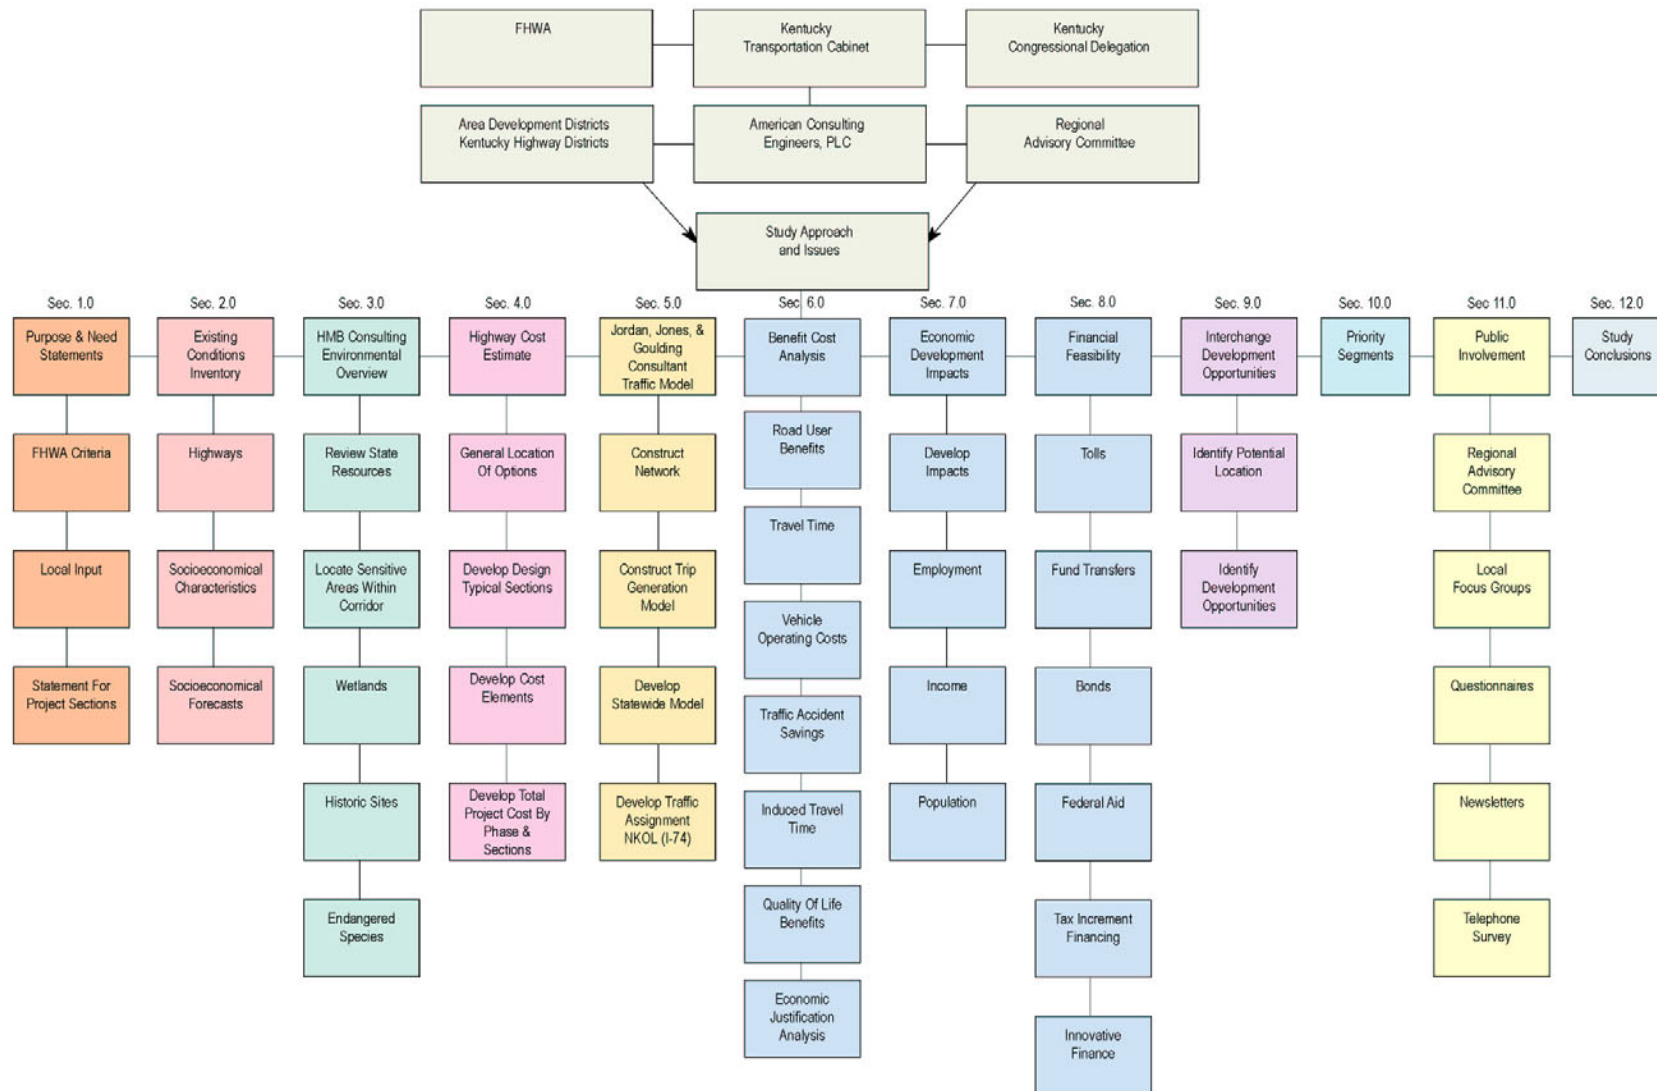 FHWA
Kentucky
Transportation Cabinet
Kentucky
Congressional Delegation
Area Development Districts
Kentucky Highway Districts
American Consulting
Engineers, PLC
Regional
Advisory Committee
Study Approach
and Issues
Sec. 1.0
Purpose & Need
Statements
FHWA Criteria
Local Input
Statement For
Project Sections
Sec. 2.0
Existing
Conditions
Inventory
Highways
Socioeconomical
Characteristics
Socioeconomical
Forecasts
Sec. 3.0
HMB Consulting
Environmental
Overview
Review State
Resources
Locate Sensitive
Areas Within
Corridor
Wetlands
Historic Sites
Endangered
Species
Sec. 4.0
Highway Cost
Estimate
General Location
Of Options
Develop Design
Typical Sections
Develop Cost
Elements
Develop Total
Project Cost By
Phase &
Sections
Sec. 5.0
Jordan, Jones, &
Goulding
Consultant
Traffic Model
Construct
Network
Construct Trip
Generation
Model
Develop
Statewide Model
Develop Traffic
Assignment
NKOL (I-74)
Sec. 6.0
Benefit Cost
Analysis
Road User
Benefits
Travel Time
Vehicle
Operating Costs
Traffic Accident
Savings
Induced Travel
Time
Quality Of Life
Benefits
Economic
Justification
Analysis
Sec. 7.0
Economic
Development
Impacts
Develop
Impacts
Employment
Income
Population
Sec. 8.0
Financial
Feasibility
Tolls
Fund Transfers
Bonds
Federal Aid
Tax Increment
Financing
Innovative
Finance
Sec. 9.0
Interchange
Development
Opportunities
Identify Potential
Location
Identify
Development
Opportunities
Sec. 10.0
Priority
Segments
Sec 11.0
Public
Involvement
Regional
Advisory
Committee
Local
Focus Groups
Questionnaires
Newsletters
Telephone
Survey
Sec. 12.0
Study
Conclusions